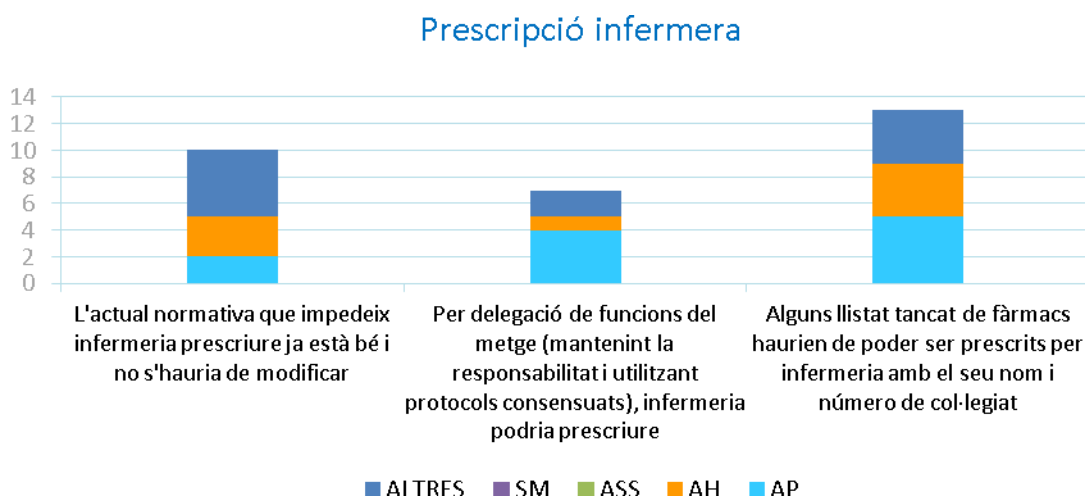 Prescripció infermera
14
12
10
8
6
4
2
0
L'actual normativa que impedeix
infermeria prescriure ja està bé i
no s'hauria de modificar
Per delegació de funcions del
metge (mantenint la
responsabilitat i utilitzant
protocols consensuats), infermeria
podria prescriure
Alguns llistat tancat de fàrmacs
haurien de poder ser prescrits per
infermeria amb el seu nom i
número de col·legiat
ALTRES SM ASS AH AP